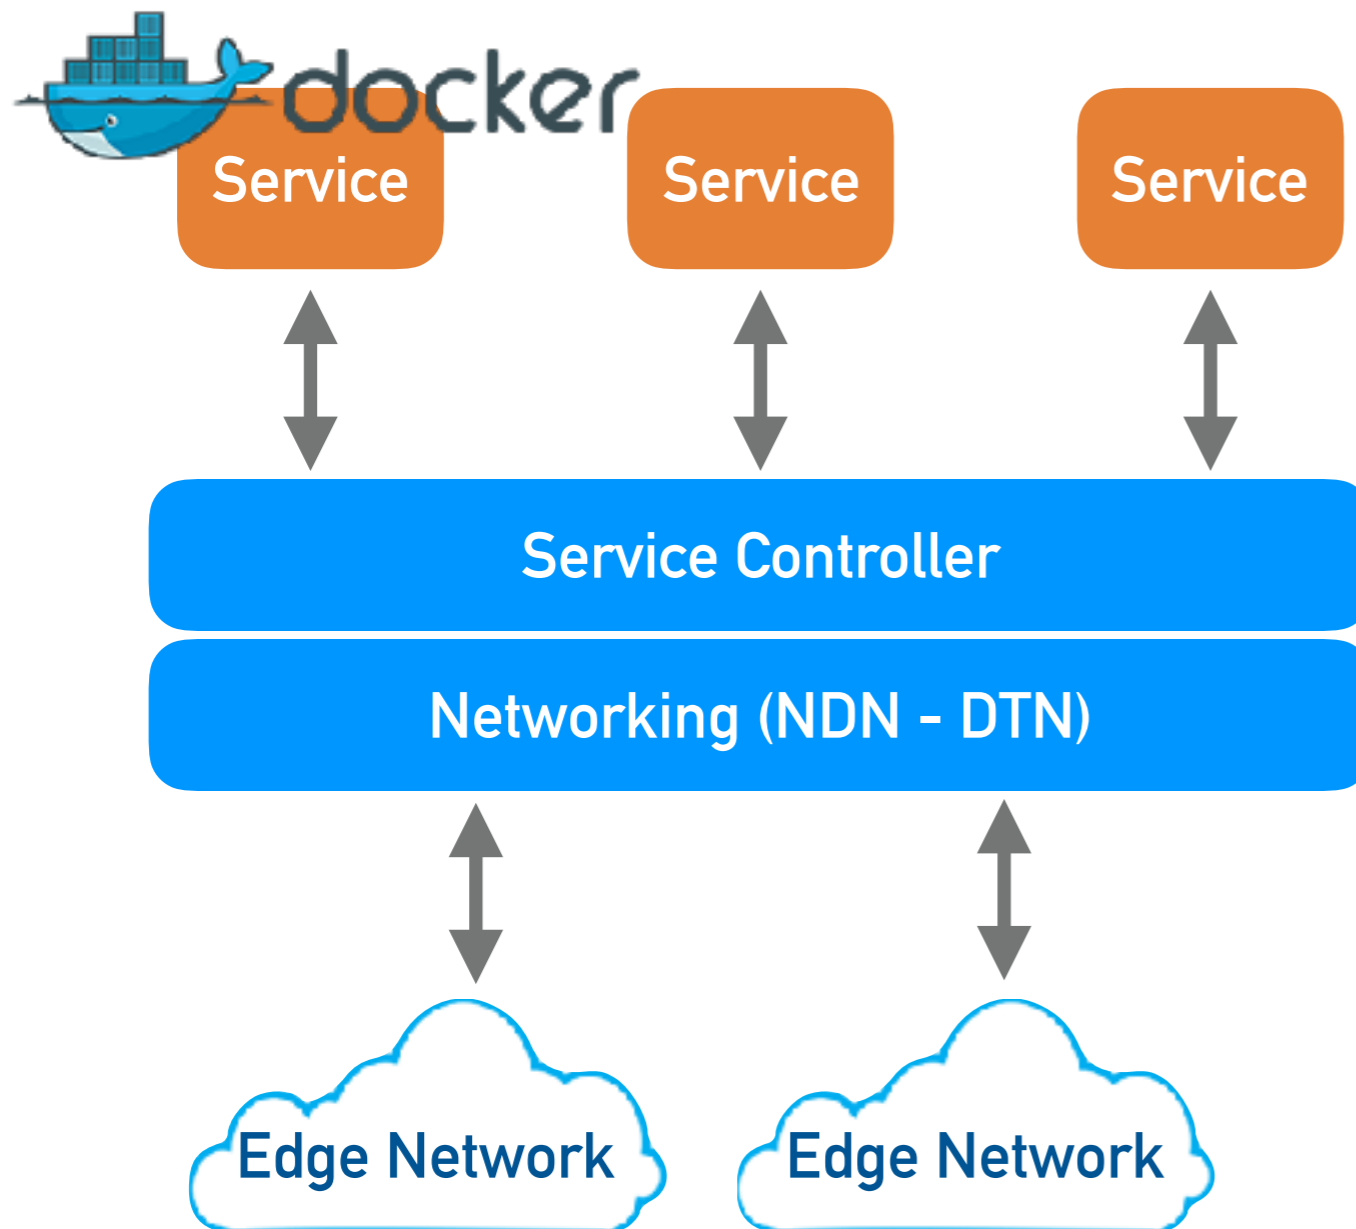 docker
Service
Service
Service
Service Controller
Networking (NDN - DTN)
Edge Network
Edge Network